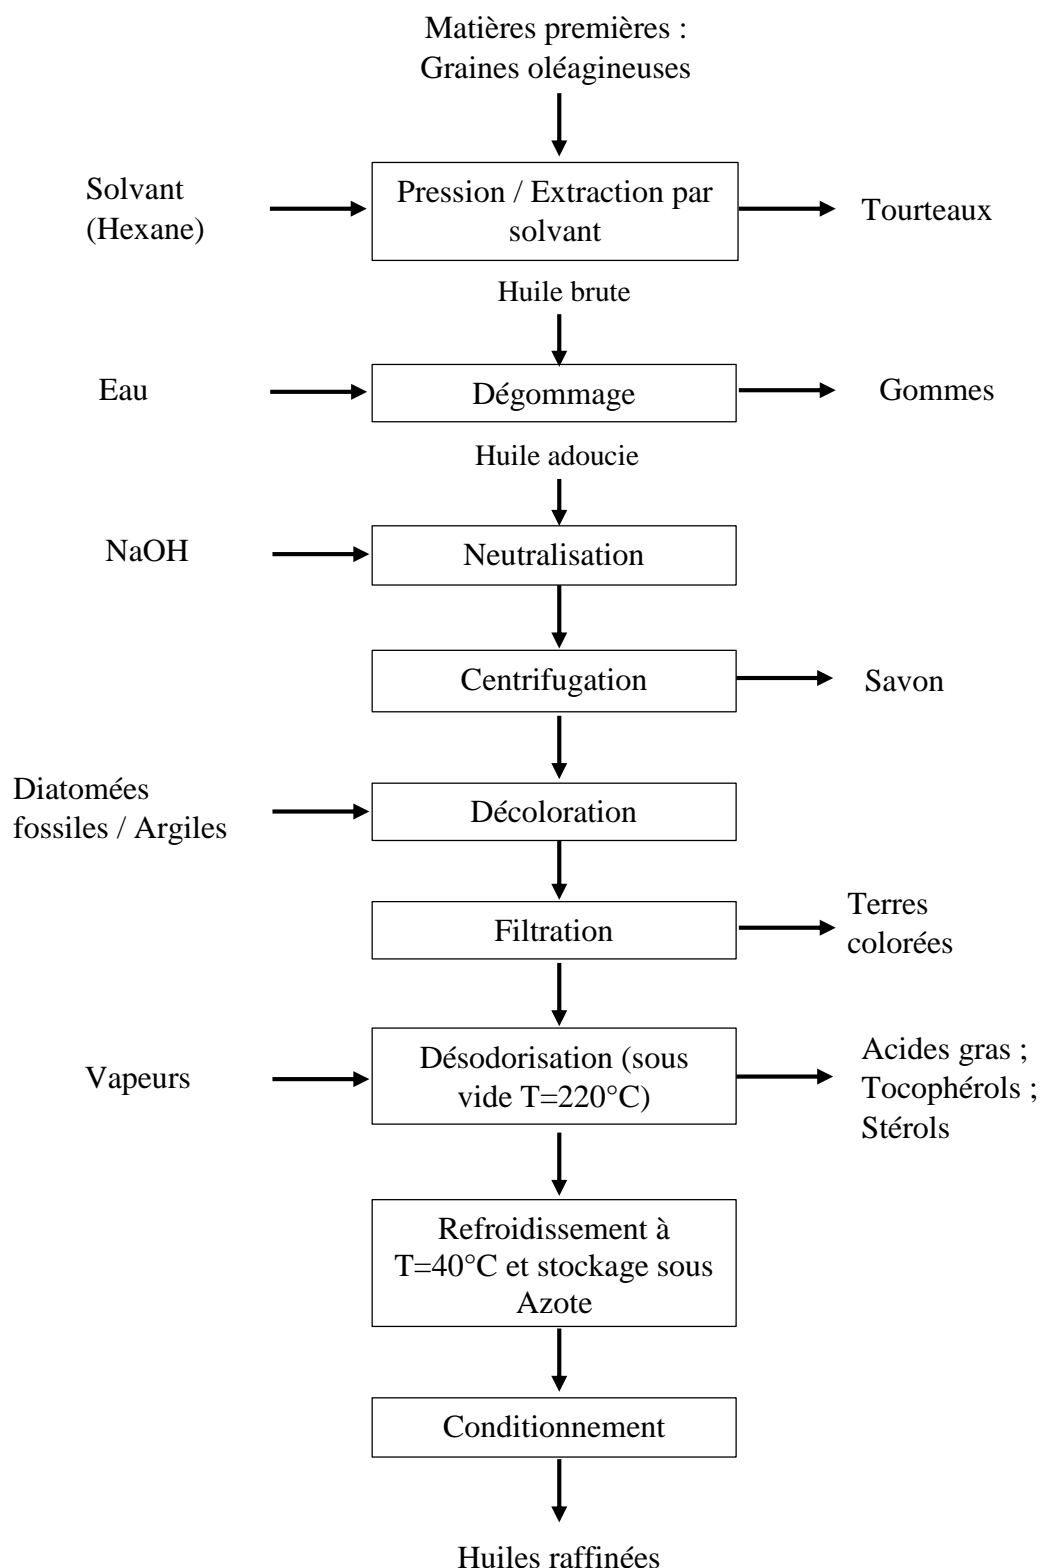 Matières premières :
Graines oléagineuses
Solvant
(Hexane)
Pression / Extraction par
solvant
Tourteaux
Huile brute
Eau
Dégommage
Gommes
Huile adoucie
NaOH
Neutralisation
Centrifugation
Savon
Diatomées
fossiles / Argiles
Décoloration
Filtration
Terres
colorées
Vapeurs
Désodorisation (sous
vide T=220°C)
Acides gras ;
Tocophérols ;
Stérols
Refroidissement à
T=40°C et stockage sous
Azote
Conditionnement
Huiles raffinées